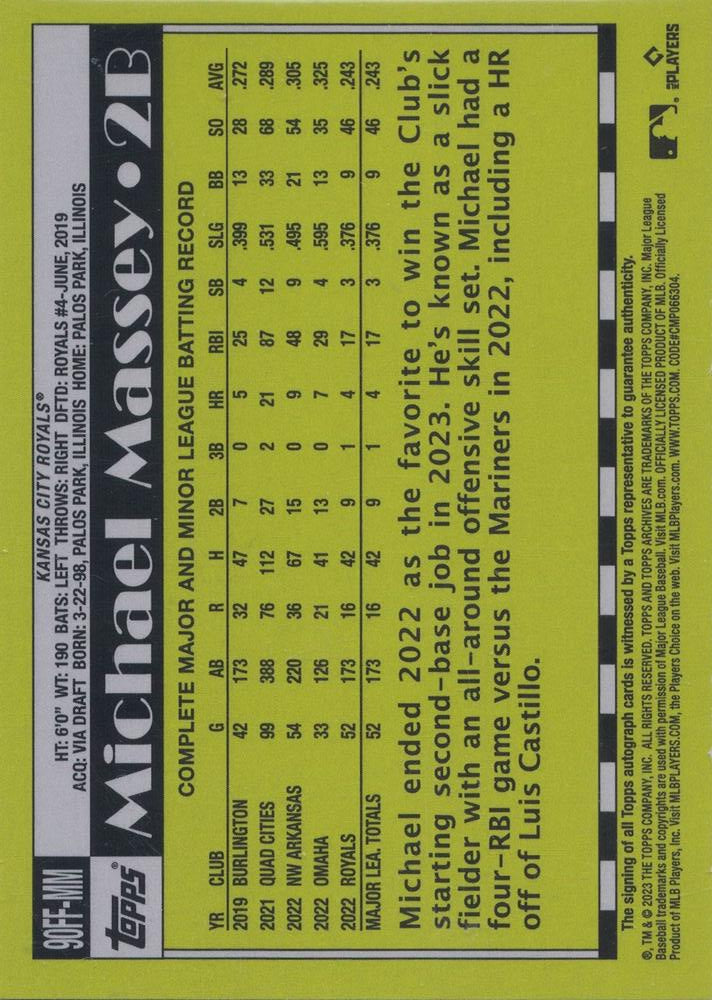 90FF-MM
KANSAS CITY ROYALS®
HT: 6'0" WT: 190 BATS: LEFT THROWS: RIGHT DFTD: ROYALS #4-JUNE, 2019
ACQ: VIA DRAFT BORN: 3-22-98, PALOS PARK, ILLINOIS HOME: PALOS PARK, ILLINOIS
topps®
Michael Massey • 2B
COMPLETE MAJOR AND MINOR LEAGUE BATTING RECORD
YR CLUB G AB R H 2B 3B HR RBI SB SLG BB SO AVG
2019 BURLINGTON 42 173 32 47 7 0 5 25 4 .399 13 28 .272
2021 QUAD CITIES 99 388 76 112 27 2 21 87 12 .531 33 68 .289
2022 NW ARKANSAS 54 220 36 67 15 0 9 48 9 .495 21 54 .305
2022 OMAHA 33 126 21 41 13 0 7 29 4 .595 13 35 .325
2022 ROYALS 52 173 16 42 9 1 4 17 3 .376 9 46 .243
MAJOR LEA. TOTALS 52 173 16 42 9 1 4 17 3 .376 9 46 .243
Michael ended 2022 as the favorite to win the Club's
starting second-base job in 2023. He's known as a slick
fielder with an all-around offensive skill set. Michael had a
four-RBI game versus the Mariners in 2022, including a HR
off of Luis Castillo.
The signing of all Topps autograph cards is witnessed by a Topps representative to guarantee authenticity.
®, TM & © 2023 THE TOPPS COMPANY, INC. ALL RIGHTS RESERVED. TOPPS AND TOPPS ARCHIVES ARE TRADEMARKS OF THE TOPPS COMPANY, INC. Major League
Baseball trademarks and copyrights are used with permission of Major League Baseball. Visit MLB.com. OFFICIALLY LICENSED PRODUCT OF MLB. Officially Licensed
Product of MLB Players, Inc. Visit MLBPLAYERS.COM, the Players Choice on the web. Visit MLBPlayers.com. WWW.TOPPS.COM. CODE#CMP066304.
MLBPLAYERS